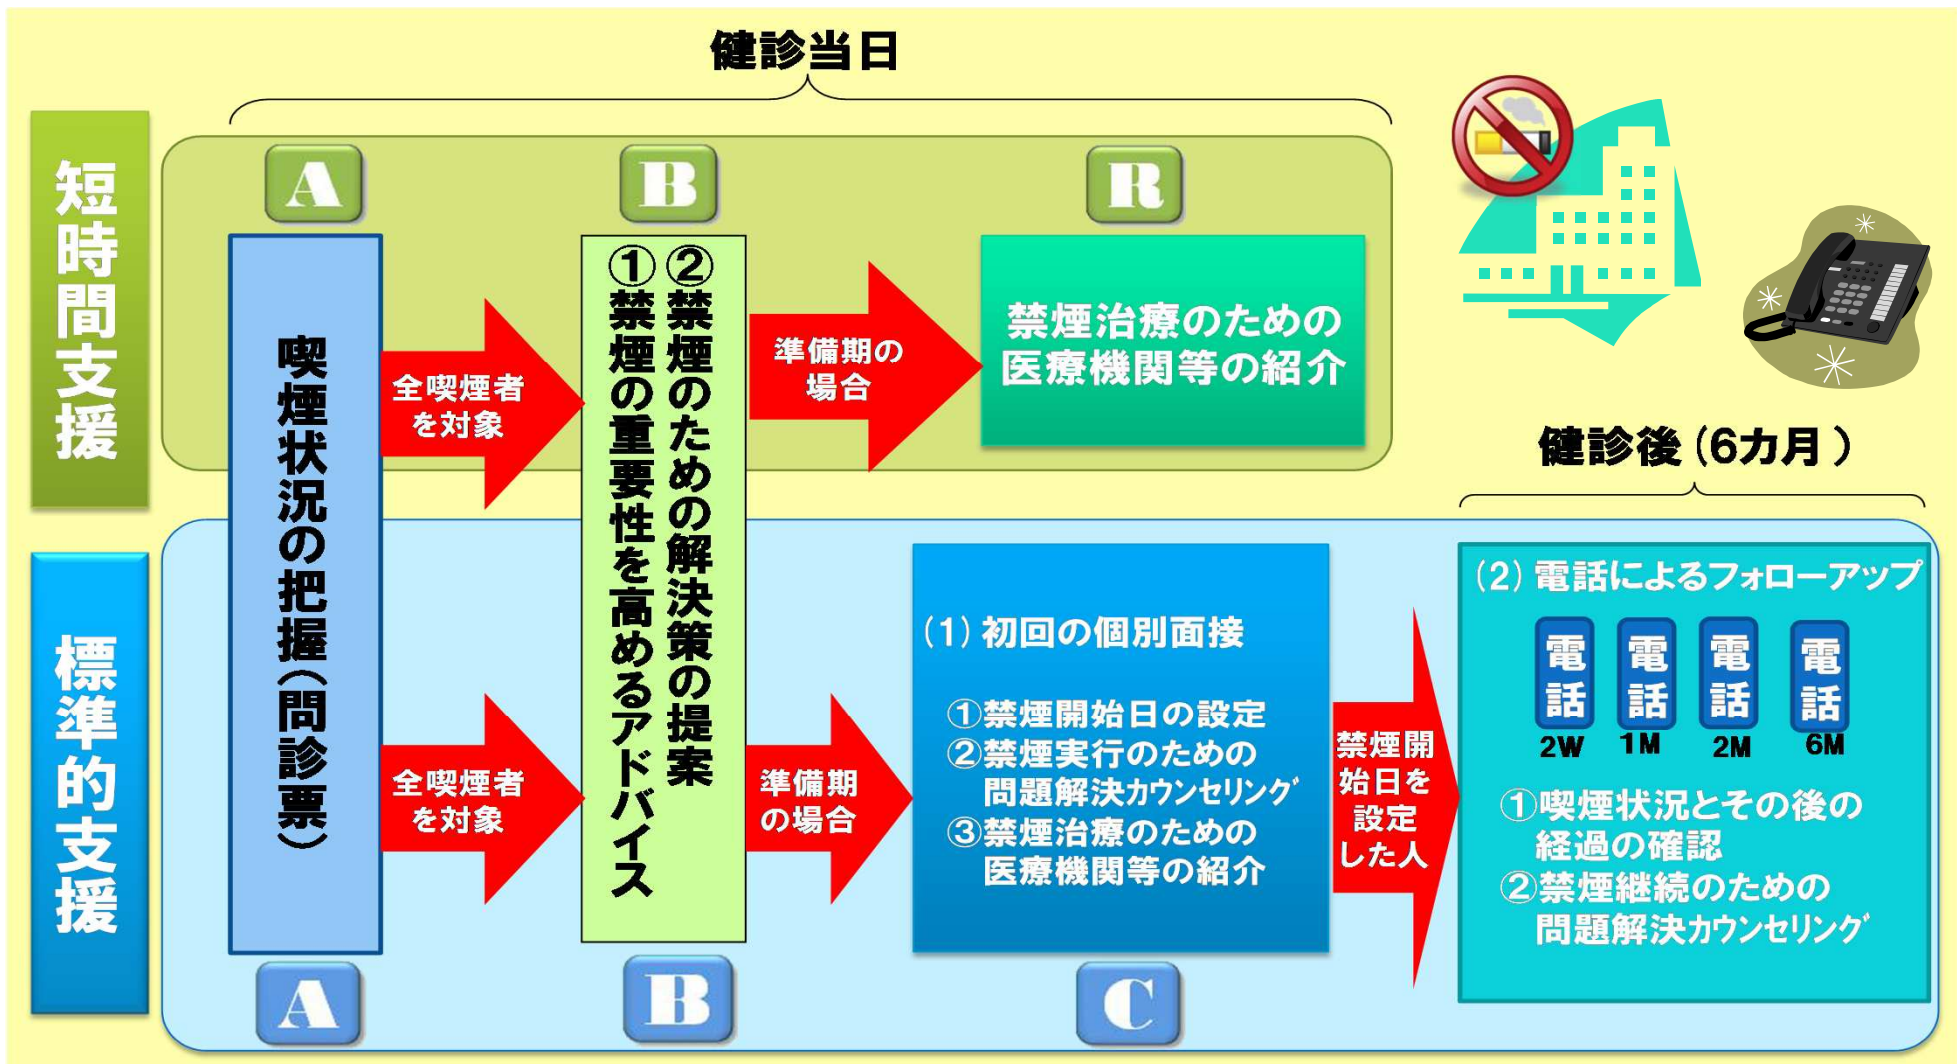 健診当日
短時間支援
A
B
R
喫煙状況の把握(問診票)
全喫煙者
を対象
①禁煙の重要性を高めるアドバイス
②禁煙のための解決策の提案
準備期の
場合
禁煙治療のための
医療機関等の紹介
健診後(6カ月)
標準的支援
全喫煙者
を対象
準備期
の場合
(1)初回の個別面接
①禁煙開始日の設定
②禁煙実行のための
問題解決カウンセリング
③禁煙治療のための
医療機関等の紹介
禁煙開
始日を
設定
した人
(2)電話によるフォローアップ
電話
電話
電話
電話
2W
1M
2M
6M
①喫煙状況とその後の
経過の確認
②禁煙継続のための
問題解決カウンセリング
A
B
C